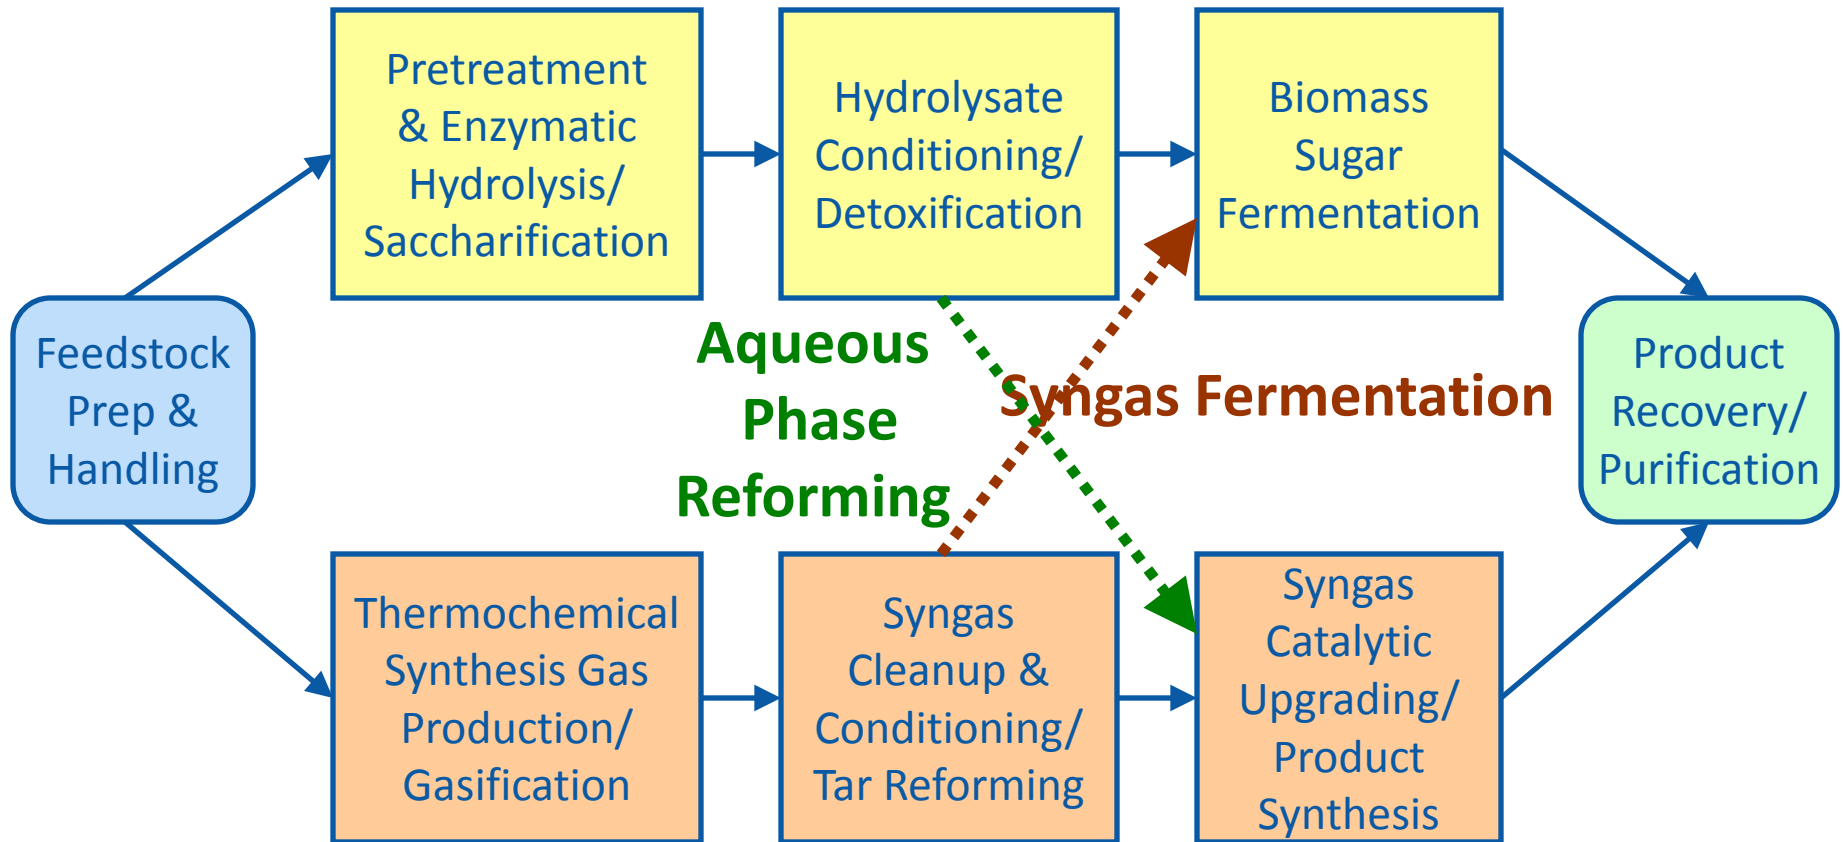 Pretreatment
& Enzymatic
Hydrolysis/
Saccharification
Hydrolysate
Conditioning/
Detoxification
Biomass
Sugar
Fermentation
Feedstock
Prep &
Handling
Aqueous
Phase
Reforming
Syngas Fermentation
Product
Recovery/
Purification
Thermochemical
Synthesis Gas
Production/
Gasification
Syngas
Cleanup &
Conditioning/
Tar Reforming
Syngas
Catalytic
Upgrading/
Product
Synthesis